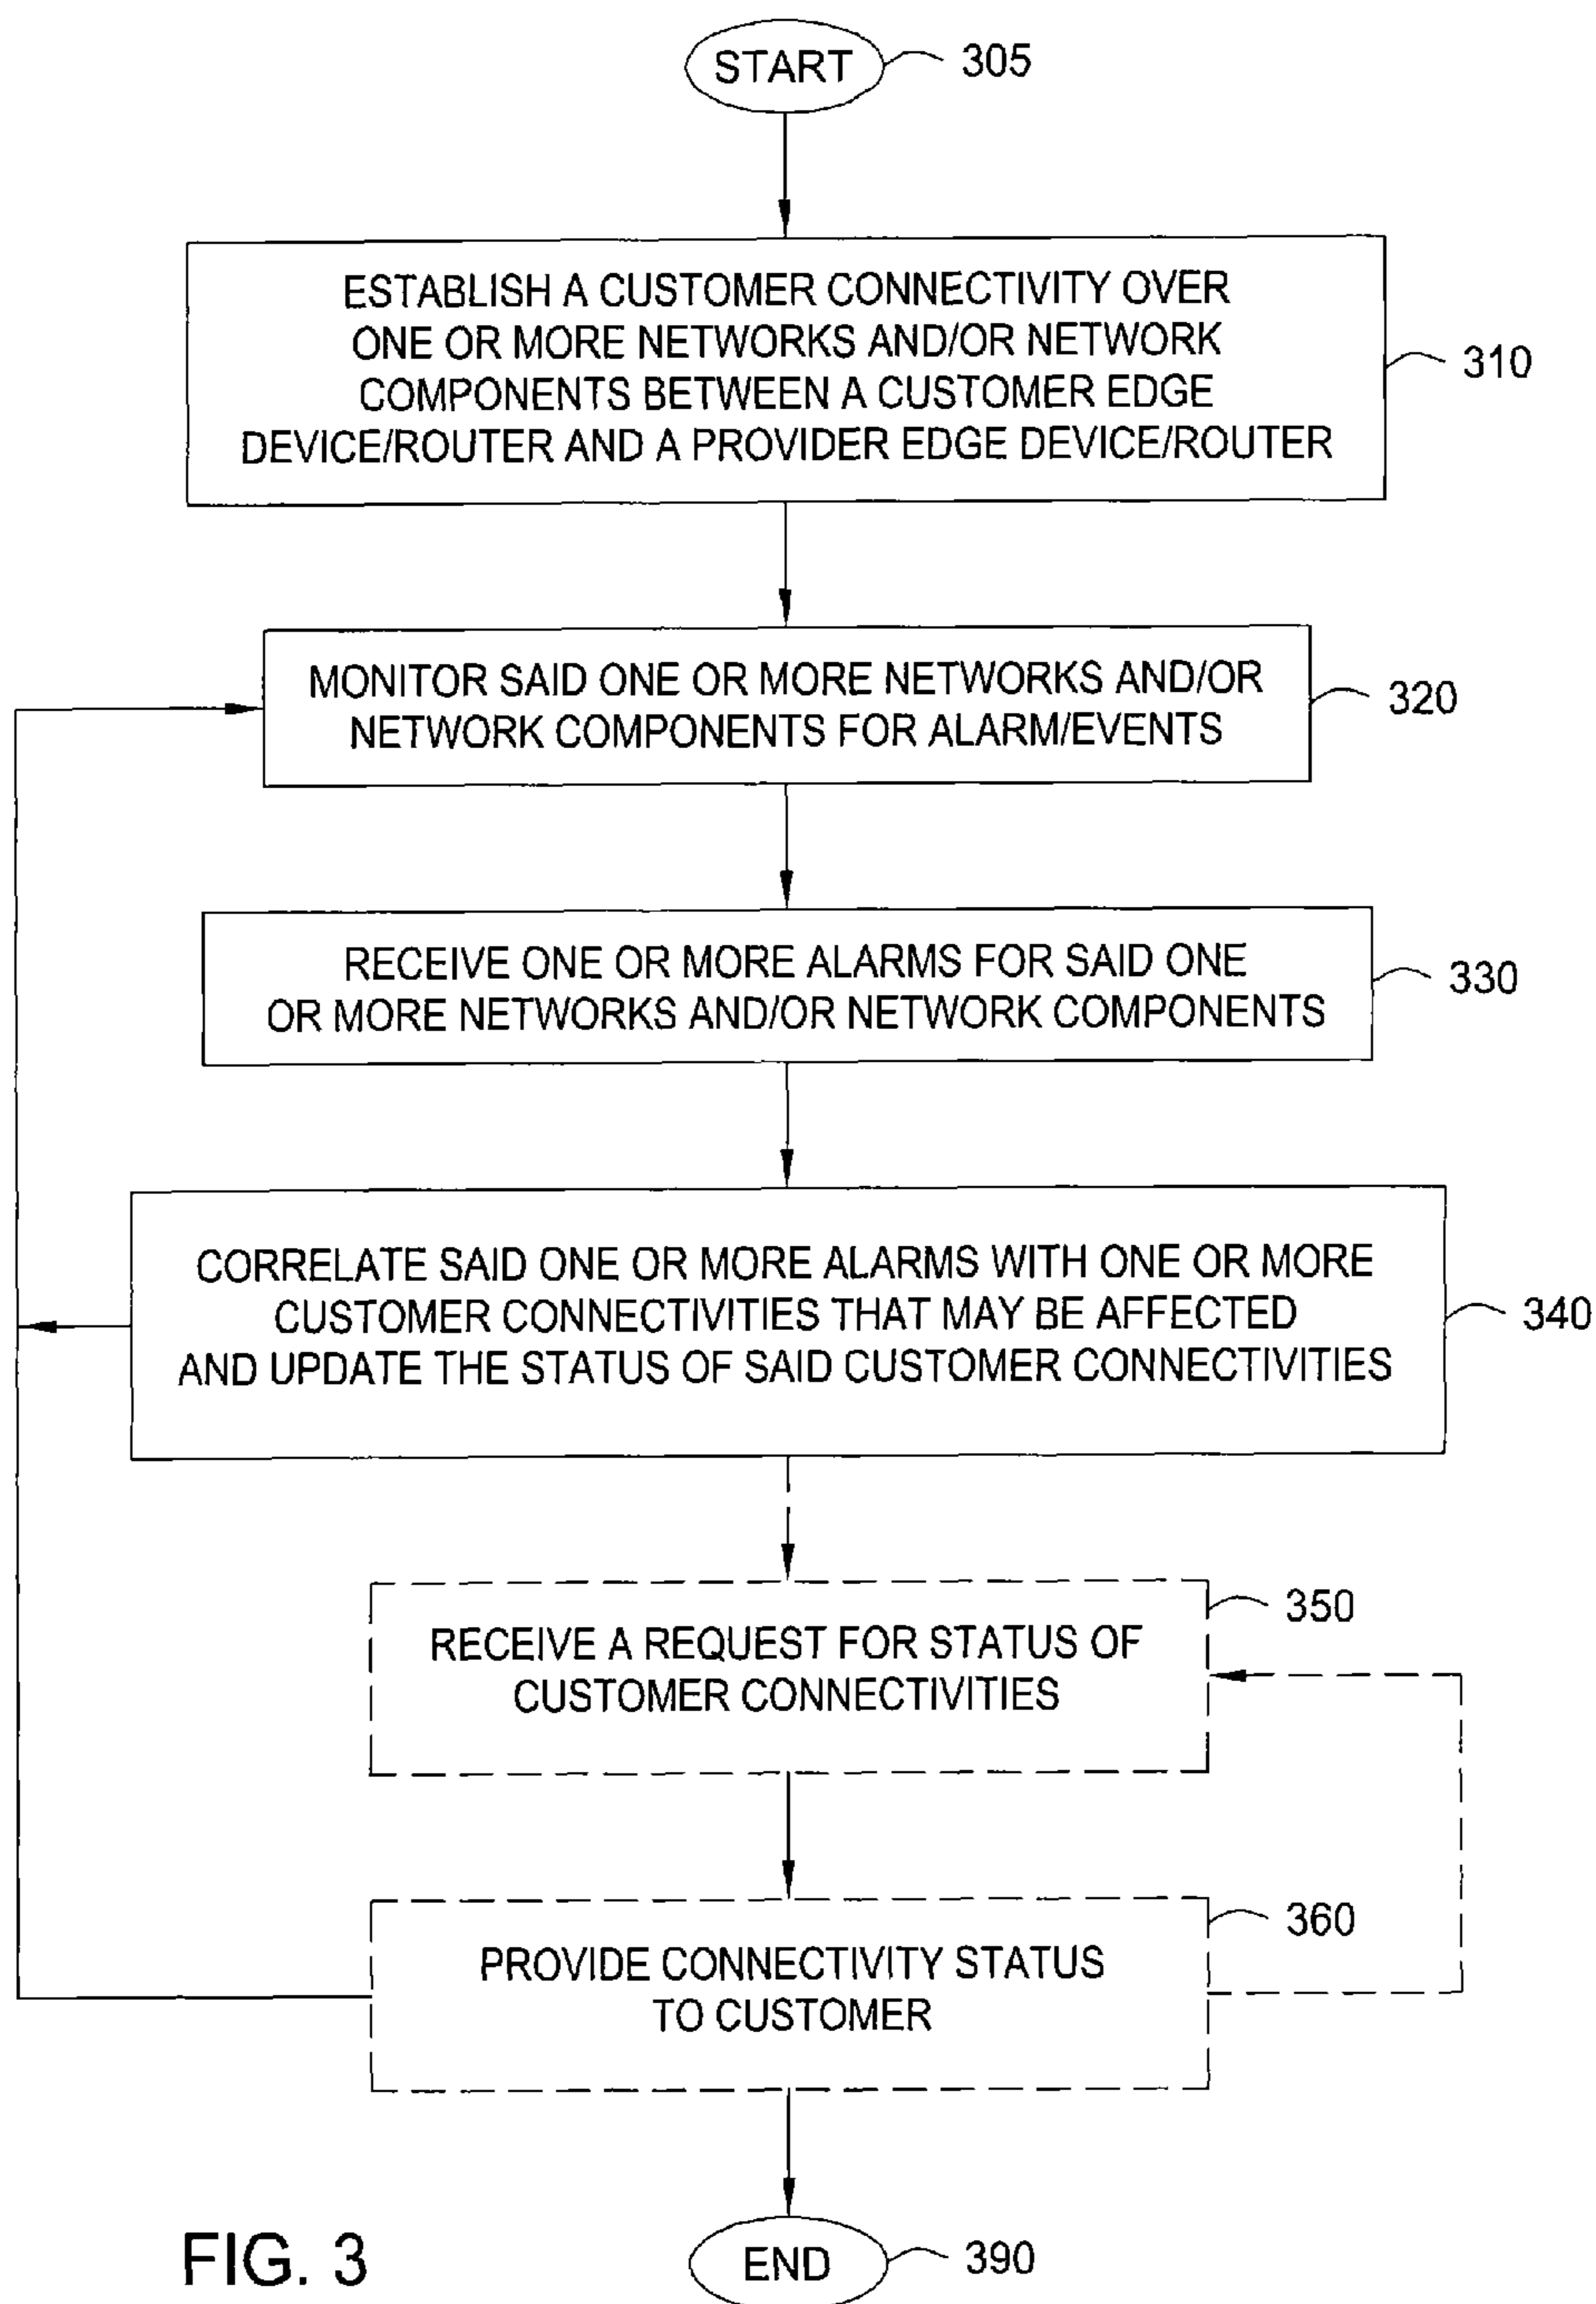 START
305
ESTABLISH A CUSTOMER CONNECTIVITY OVER
ONE OR MORE NETWORKS AND/OR NETWORK
COMPONENTS BETWEEN A CUSTOMER EDGE
DEVICE/ROUTER AND A PROVIDER EDGE DEVICE/ROUTER
310
MONITOR SAID ONE OR MORE NETWORKS AND/OR
NETWORK COMPONENTS FOR ALARM/EVENTS
320
RECEIVE ONE OR MORE ALARMS FOR SAID ONE
OR MORE NETWORKS AND/OR NETWORK COMPONENTS
330
CORRELATE SAID ONE OR MORE ALARMS WITH ONE OR MORE
CUSTOMER CONNECTIVITIES THAT MAY BE AFFECTED
AND UPDATE THE STATUS OF SAID CUSTOMER CONNECTIVITIES
340
RECEIVE A REQUEST FOR STATUS OF
CUSTOMER CONNECTIVITIES
350
PROVIDE CONNECTIVITY STATUS
TO CUSTOMER
360
END
390
FIG. 3